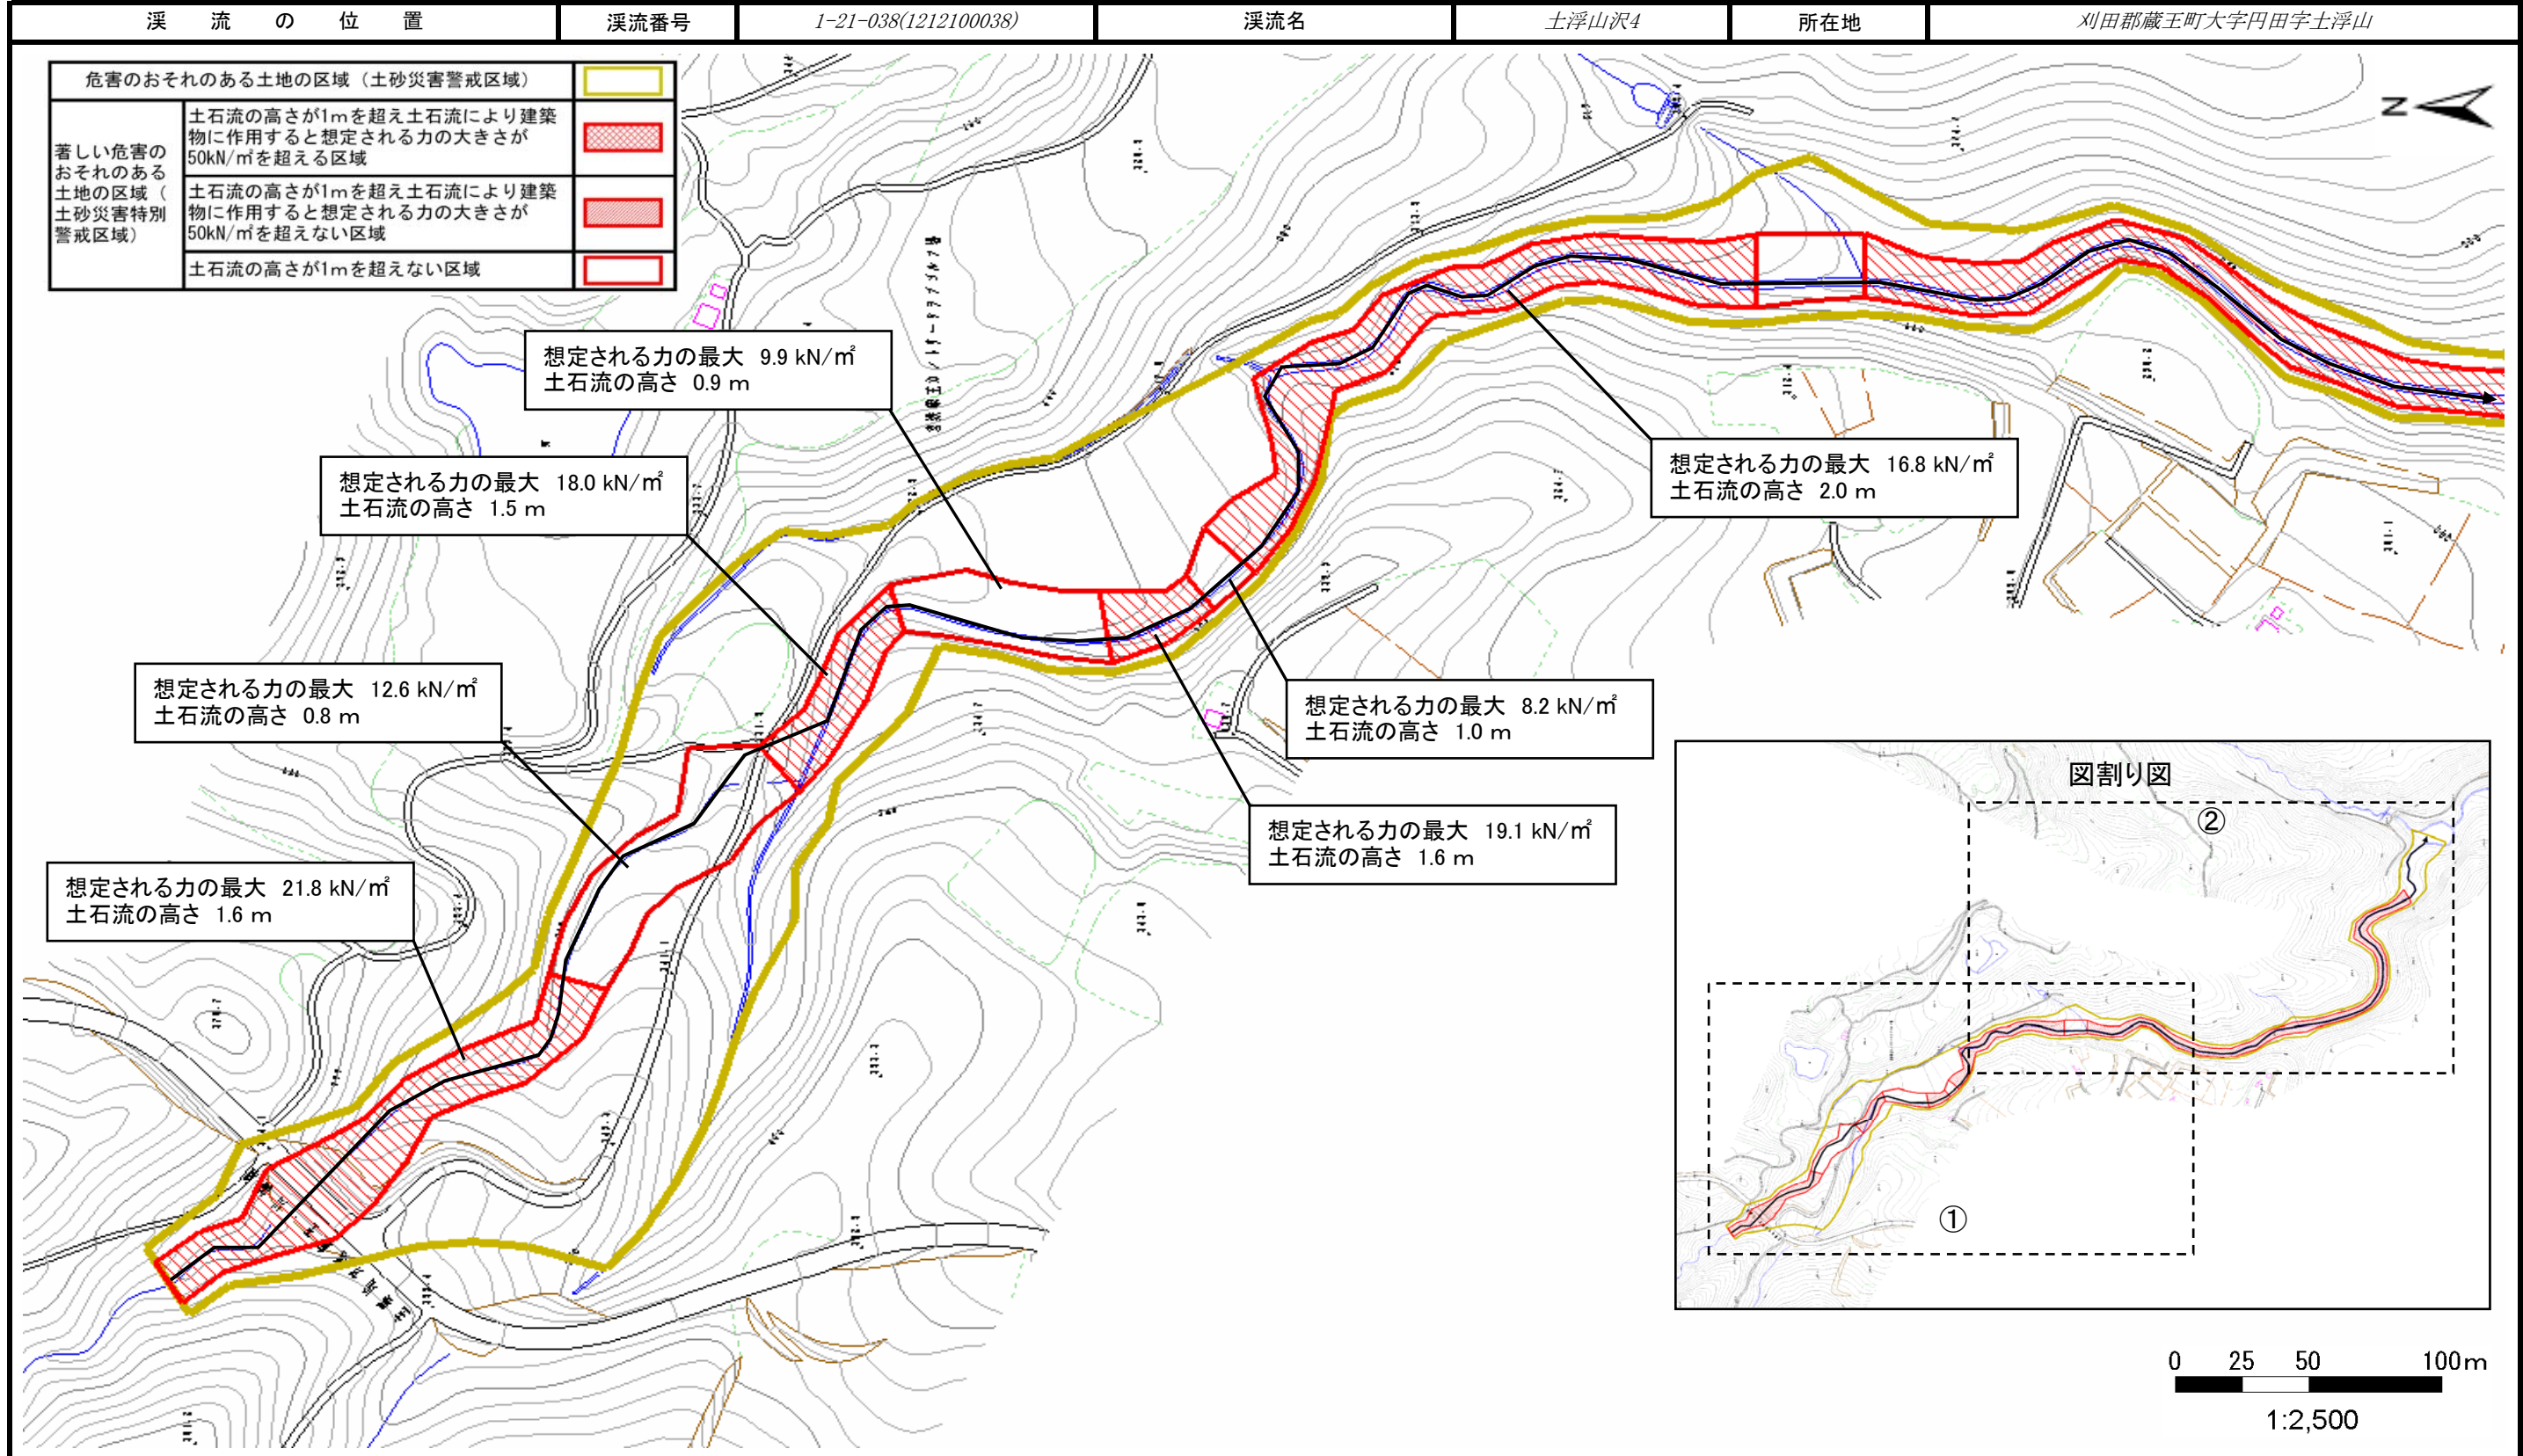 渓流の位置
渓流番号
1-21-038(1212100038)
渓流名
土浮山沢4
所在地
刈田郡蔵王町大字円田字土浮山
危害のおそれのある土地の区域（土砂災害警戒区域）
著しい危害の
おそれのある
土地の区域（
土砂災害特別
警戒区域）
土石流の高さが1mを超え土石流により建築
物に作用すると想定される力の大きさが
50kN/㎡を超える区域
土石流の高さが1mを超え土石流により建築
物に作用すると想定される力の大きさが
50kN/㎡を超えない区域
土石流の高さが1mを超えない区域
N
想定される力の最大 9.9 kN/㎡
土石流の高さ 0.9 m
想定される力の最大 18.0 kN/㎡
土石流の高さ 1.5 m
想定される力の最大 16.8 kN/㎡
土石流の高さ 2.0 m
想定される力の最大 12.6 kN/㎡
土石流の高さ 0.8 m
想定される力の最大 8.2 kN/㎡
土石流の高さ 1.0 m
想定される力の最大 19.1 kN/㎡
土石流の高さ 1.6 m
想定される力の最大 21.8 kN/㎡
土石流の高さ 1.6 m
図割り図
②
①
0 25 50 100m
1:2,500